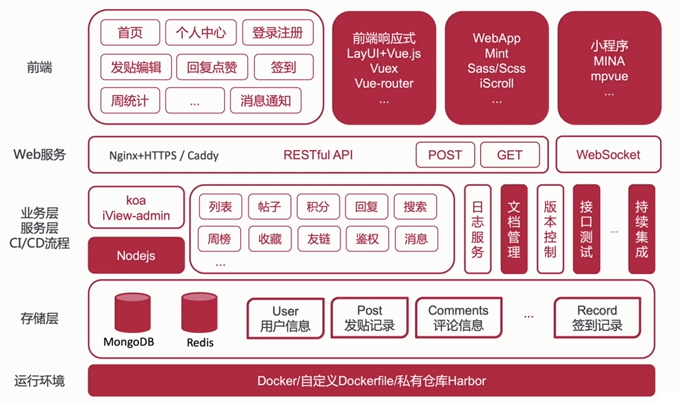 前端
首页
个人中心
登录注册
发贴编辑
回复点赞
签到
周统计
...
消息通知
前端响应式
LayUI+Vue.js
Vuex
Vue-router
...
WebApp
Mint
Sass/Scss
iScroll
...
小程序
MINA
mpvue
...
Web服务
Nginx+HTTPS / Caddy
RESTful API
POST
GET
WebSocket
业务层
服务层
CI/CD流程
koa
iView-admin
Nodejs
列表
帖子
积分
回复
搜索
周榜
收藏
友链
鉴权
消息
...
日志服务
文档管理
版本控制
接口测试
...
持续集成
存储层
MongoDB
Redis
User
用户信息
Post
发贴记录
Comments
评论信息
...
Record
签到记录
运行环境
Docker/自定义Dockerfile/私有仓库Harbor